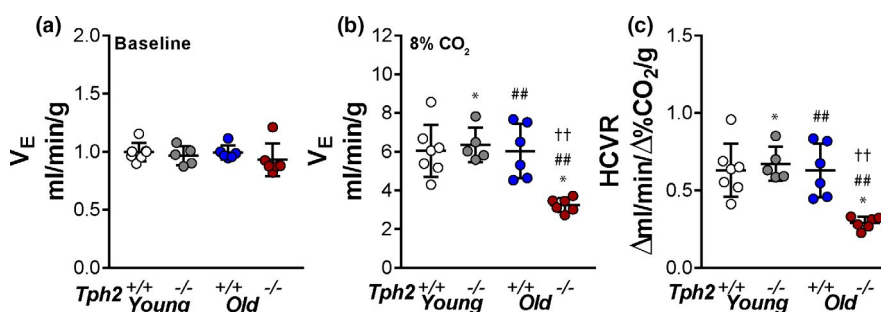 (a)
Baseline
V_E
ml/min/g
2.0
1.5
1.0
0.5
0.0
Tph2 +/+ -/- +/+ -/-
Young Old
(b)
8% CO₂
V_E
ml/min/g
12
10
8
6
4
2
0
*
##
††
##
*
Tph2 +/+ -/- +/+ -/-
Young Old
(c)
HCVR
Δml/min/Δ%CO₂/g
1.5
1.0
0.5
0.0
*
##
††
##
*
Tph2 +/+ -/- +/+ -/-
Young Old